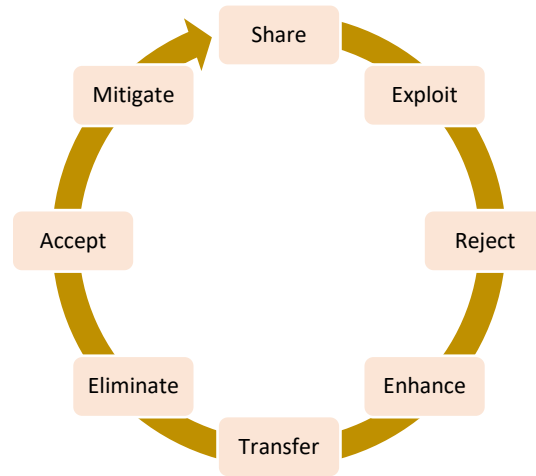 Share
Exploit
Reject
Enhance
Transfer
Eliminate
Accept
Mitigate